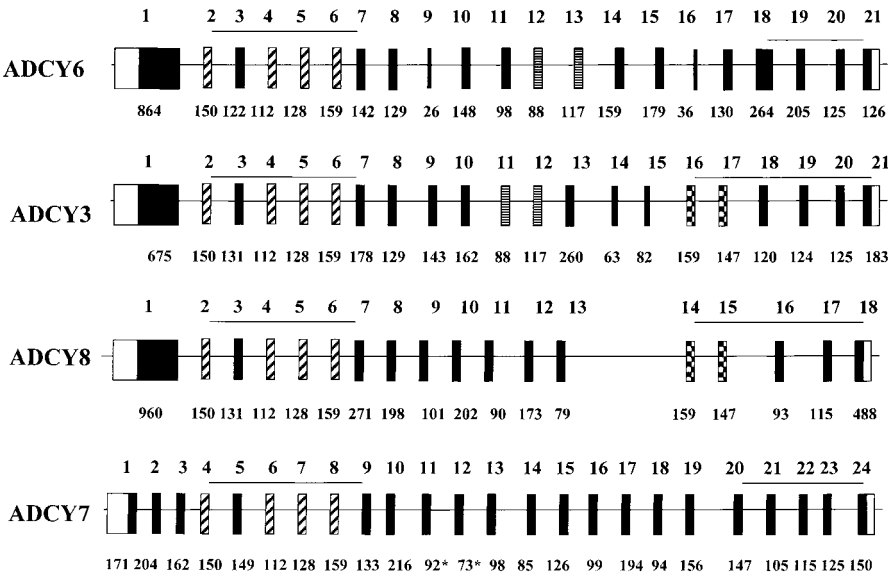 1 2 3 4 5 6 7 8 9 10 11 12 13 14 15 16 17 18 19 20 21
ADCY6
864 150 122 112 128 159 142 129 26 148 98 88 117 159 179 36 130 264 205 125 126
1 2 3 4 5 6 7 8 9 10 11 12 13 14 15 16 17 18 19 20 21
ADCY3
675 150 131 112 128 159 178 129 143 162 88 117 260 63 82 159 147 120 124 125 183
1 2 3 4 5 6 7 8 9 10 11 12 13 14 15 16 17 18
ADCY8
960 150 131 112 128 159 271 198 101 202 90 173 79 159 147 93 115 488
1 2 3 4 5 6 7 8 9 10 11 12 13 14 15 16 17 18 19 20 21 22 23 24
ADCY7
171 204 162 150 149 112 128 159 133 216 92* 73* 98 85 126 99 194 94 156 147 105 115 125 150